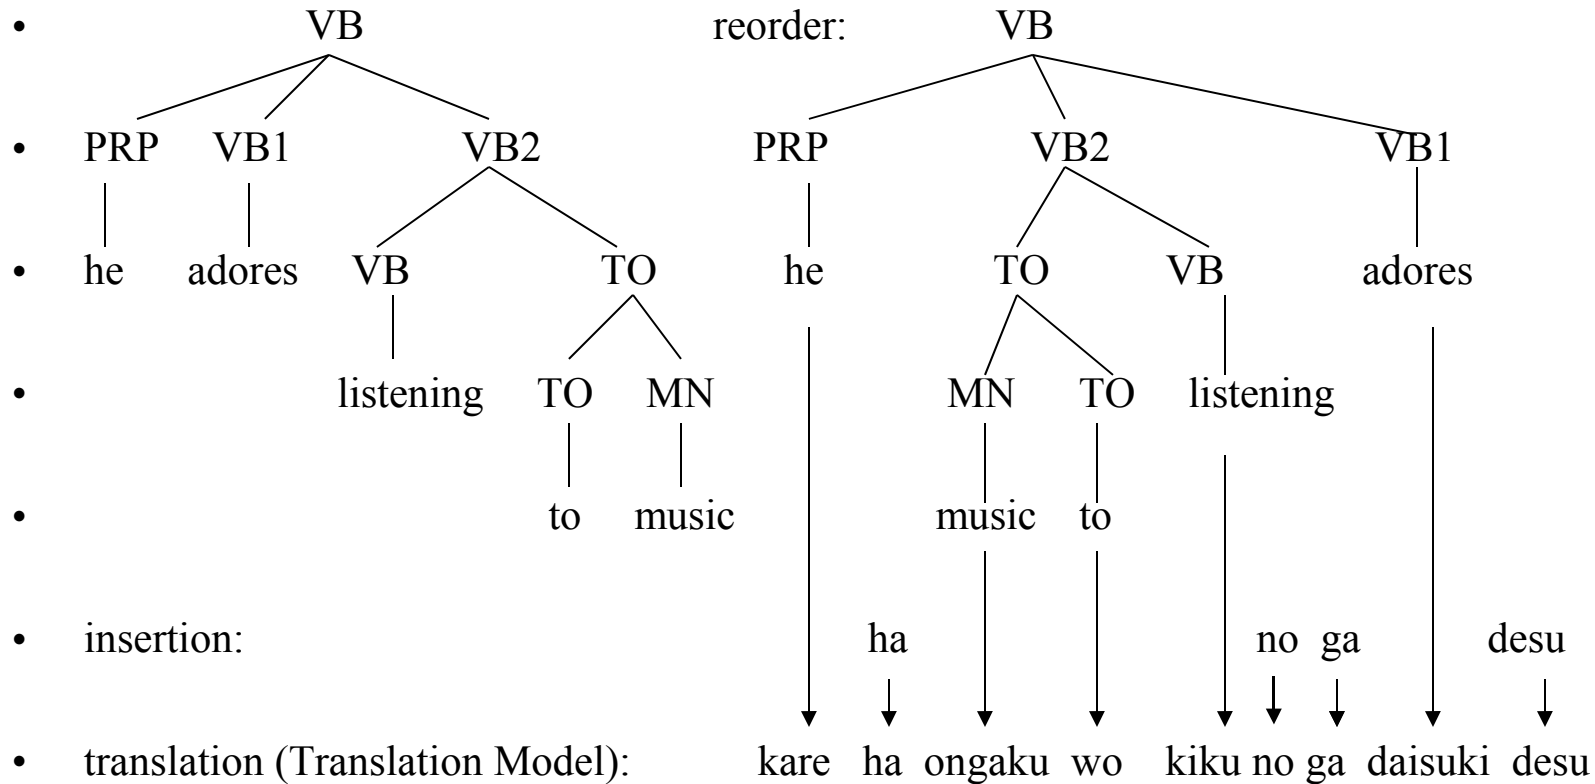 • VB reorder: VB
• PRP VB1 VB2 PRP VB2 VB1
• he adores VB TO he TO VB adores
• listening TO MN MN TO listening
• to music music to
• insertion: ha no ga desu
• translation (Translation Model): kare ha ongaku wo kiku no ga daisuki desu